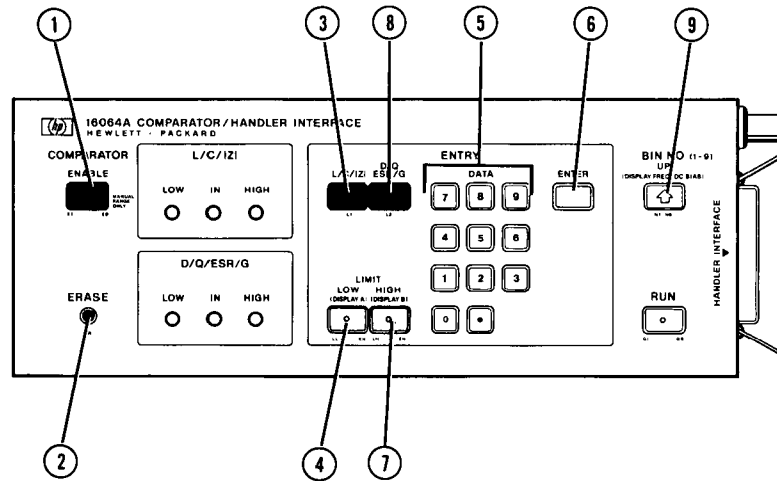 1
3
8
5
6
9
hp 16064A COMPARATOR/HANDLER INTERFACE
HEWLETT · PACKARD
COMPARATOR
ENABLE
MANUAL
RANGE
ONLY
L/C/|Z|
LOW IN HIGH
D/Q/ESR/G
LOW IN HIGH
ERASE
ENTRY
L/C/|Z|
D/Q
ESR/G
L1 L2
DATA
7 8 9
4 5 6
1 2 3
0
ENTER
LIMIT
LOW HIGH
(DISPLAY A) (DISPLAY B)
BIN NO (1-9)
UP
(DISPLAY FREQ/DC BIAS)
RUN
HANDLER INTERFACE
2
4
7